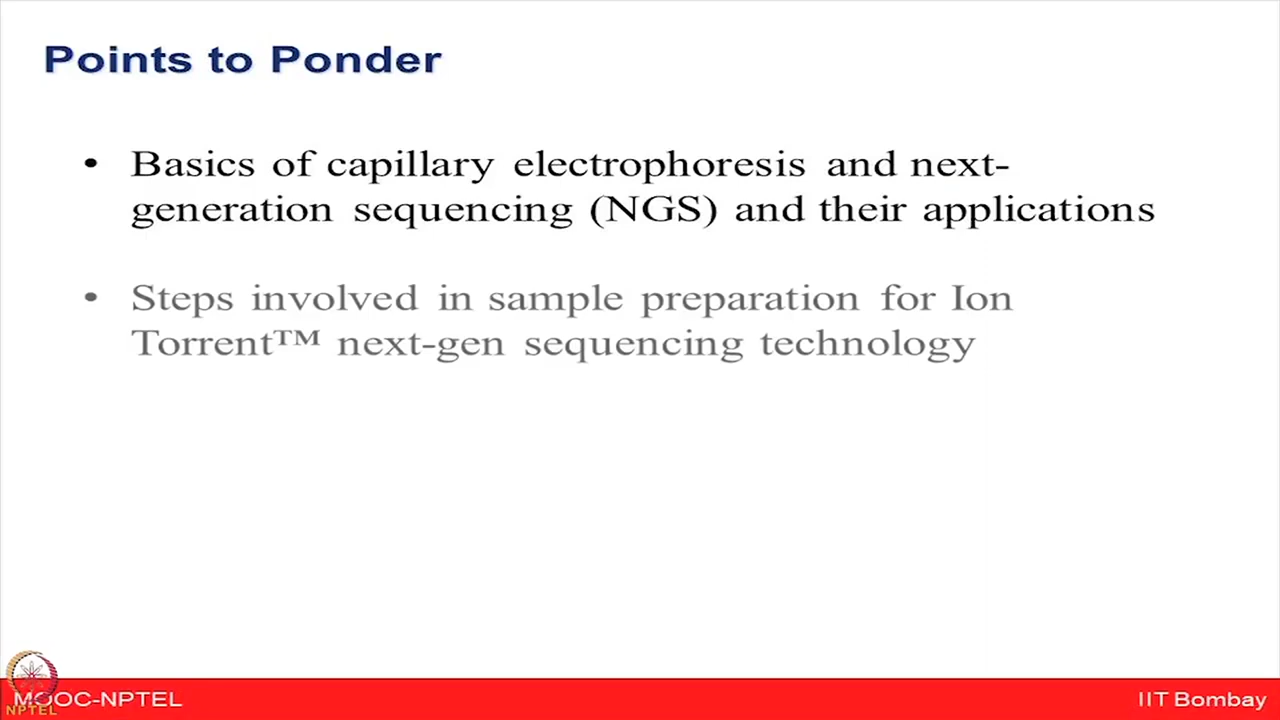 Points to Ponder
• Basics of capillary electrophoresis and next-
generation sequencing (NGS) and their applications
• Steps involved in sample preparation for Ion
Torrent™ next-gen sequencing technology
MOOC-NPTEL
IIT Bombay
NPTEL